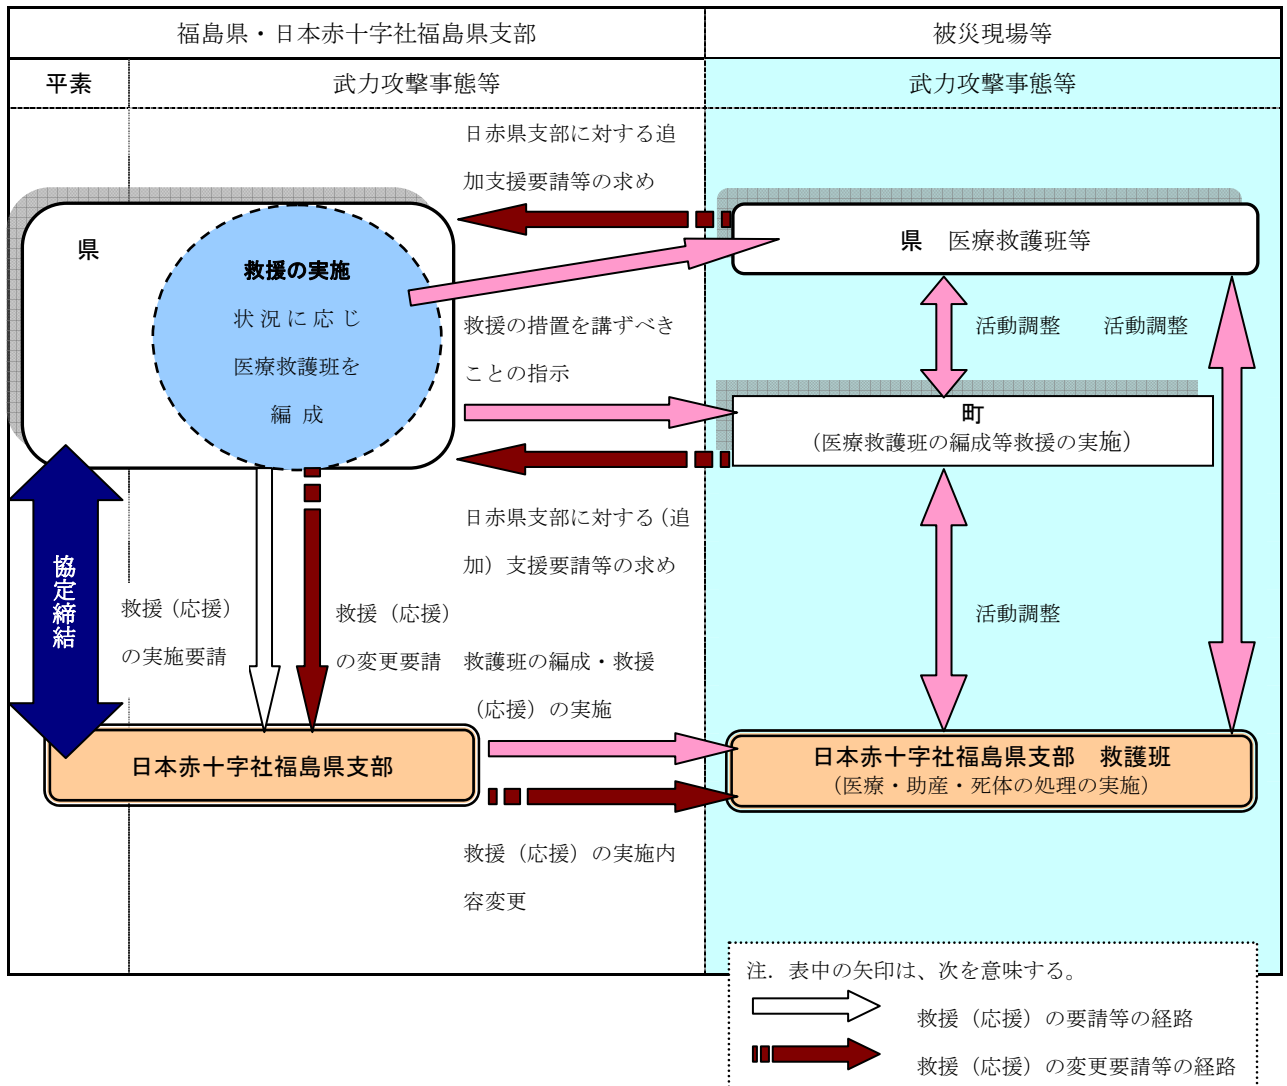 福島県・日本赤十字社福島県支部
被災現場等
平素
武力攻撃事態等
武力攻撃事態等
日赤県支部に対する追
加支援要請等の求め
県
救援の実施
状況に応じ
医療救護班を
編 成
県 医療救護班等
救援の措置を講ずべき
ことの指示
活動調整
活動調整
町
(医療救護班の編成等救援の実施)
日赤県支部に対する(追
加)支援要請等の求め
協定締結
救援(応援)
の実施要請
救援(応援)
の変更要請
活動調整
救護班の編成・救援
(応援)の実施
日本赤十字社福島県支部
日本赤十字社福島県支部 救護班
(医療・助産・死体の処理の実施)
救援(応援)の実施内
容変更
注. 表中の矢印は、次を意味する。
救援(応援)の要請等の経路
救援(応援)の変更要請等の経路